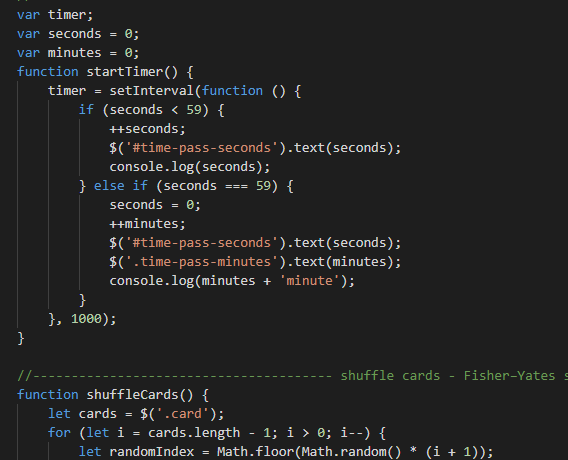 var timer;
var seconds = 0;
var minutes = 0;
function startTimer() {
    timer = setInterval(function () {
        if (seconds < 59) {
            ++seconds;
            $('#time-pass-seconds').text(seconds);
            console.log(seconds);
        } else if (seconds === 59) {
            seconds = 0;
            ++minutes;
            $('#time-pass-seconds').text(seconds);
            $('.time-pass-minutes').text(minutes);
            console.log(minutes + 'minute');
        }
    }, 1000);
}
//--------------------------------------- shuffle cards - Fisher–Yates s
function shuffleCards() {
    let cards = $('.card');
    for (let i = cards.length - 1; i > 0; i--) {
        let randomIndex = Math.floor(Math.random() * (i + 1));